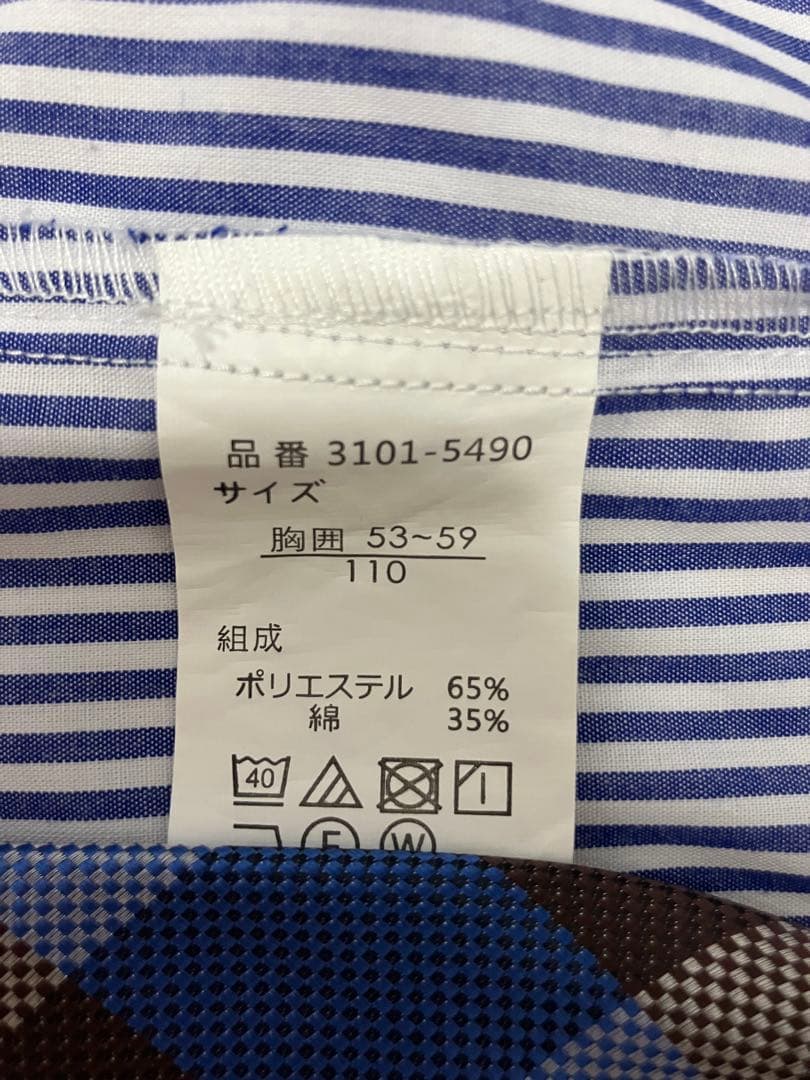 品番 3101-5490
サイズ
胸囲 53~59
110
組成
ポリエステル 65%
綿 35%
40
F W